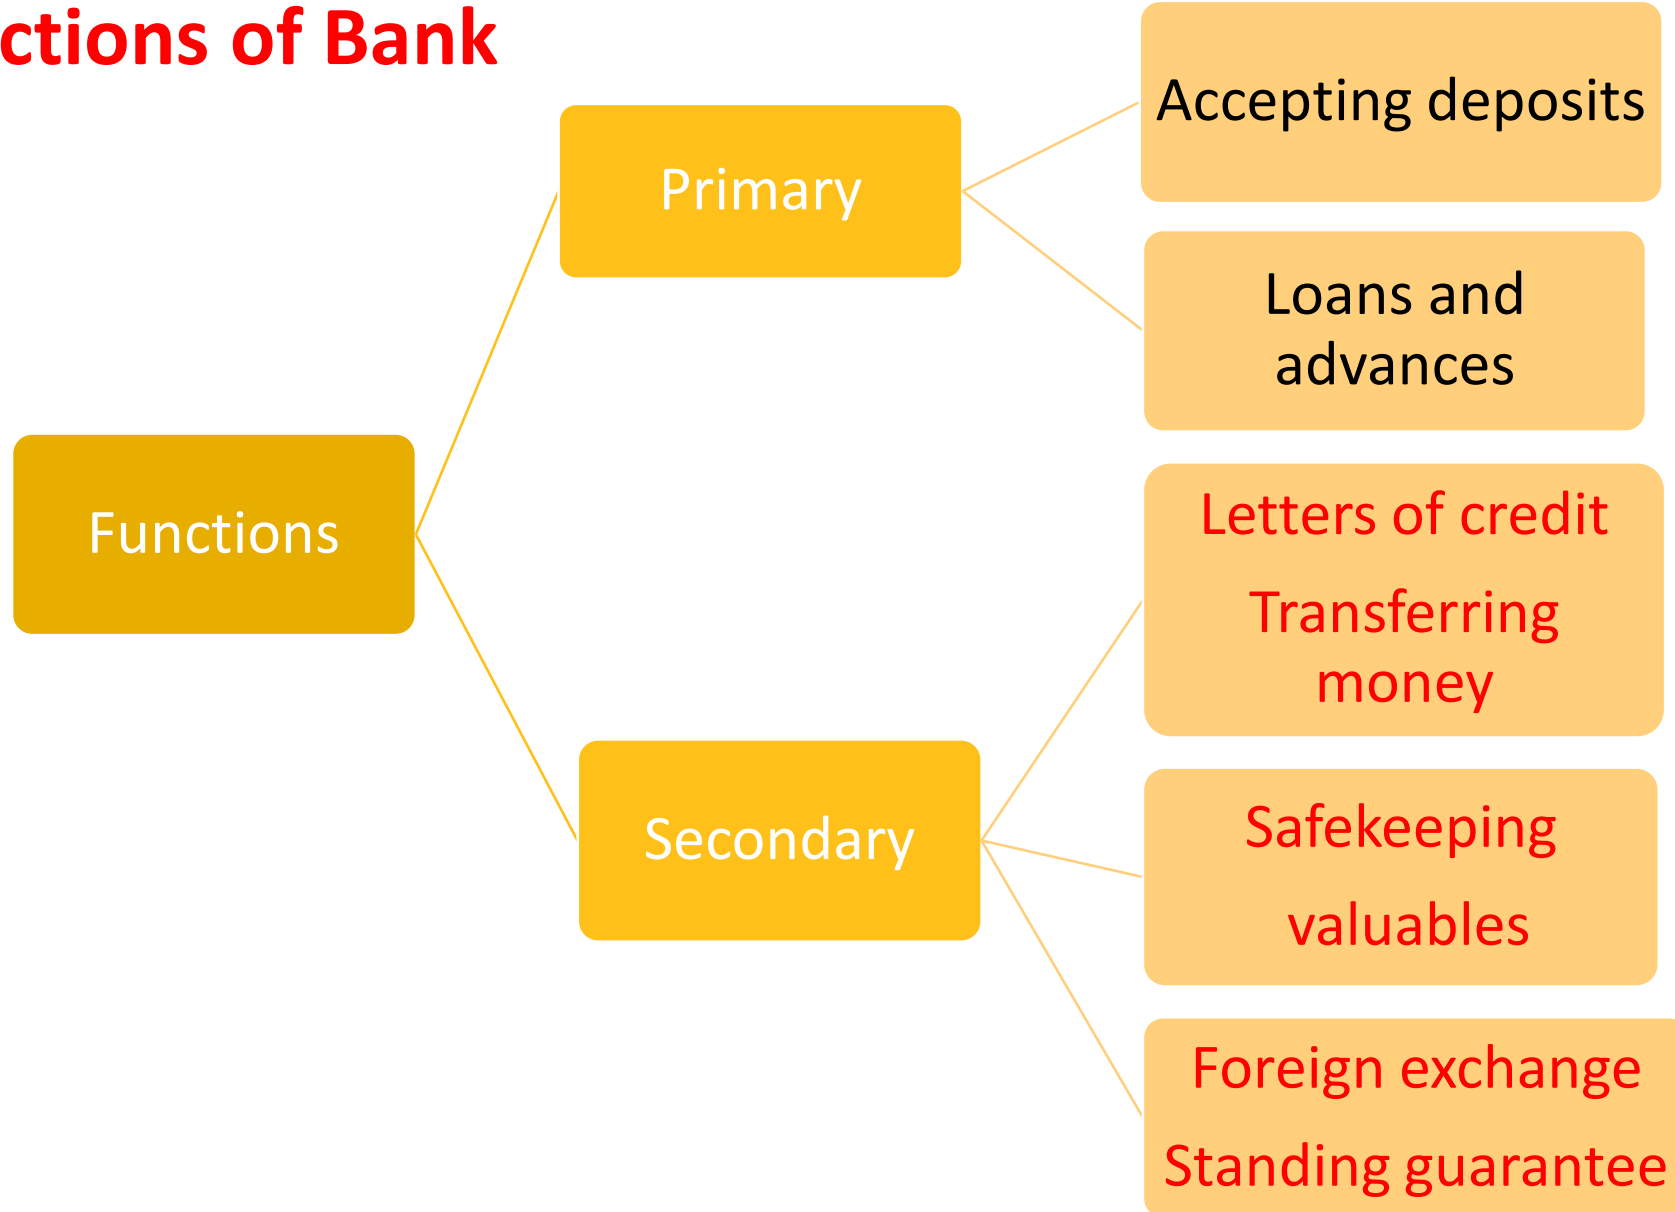 ctions of Bank
Functions
Primary
Accepting deposits
Loans and
advances
Secondary
Letters of credit
Transferring
money
Safekeeping
valuables
Foreign exchange
Standing guarantee